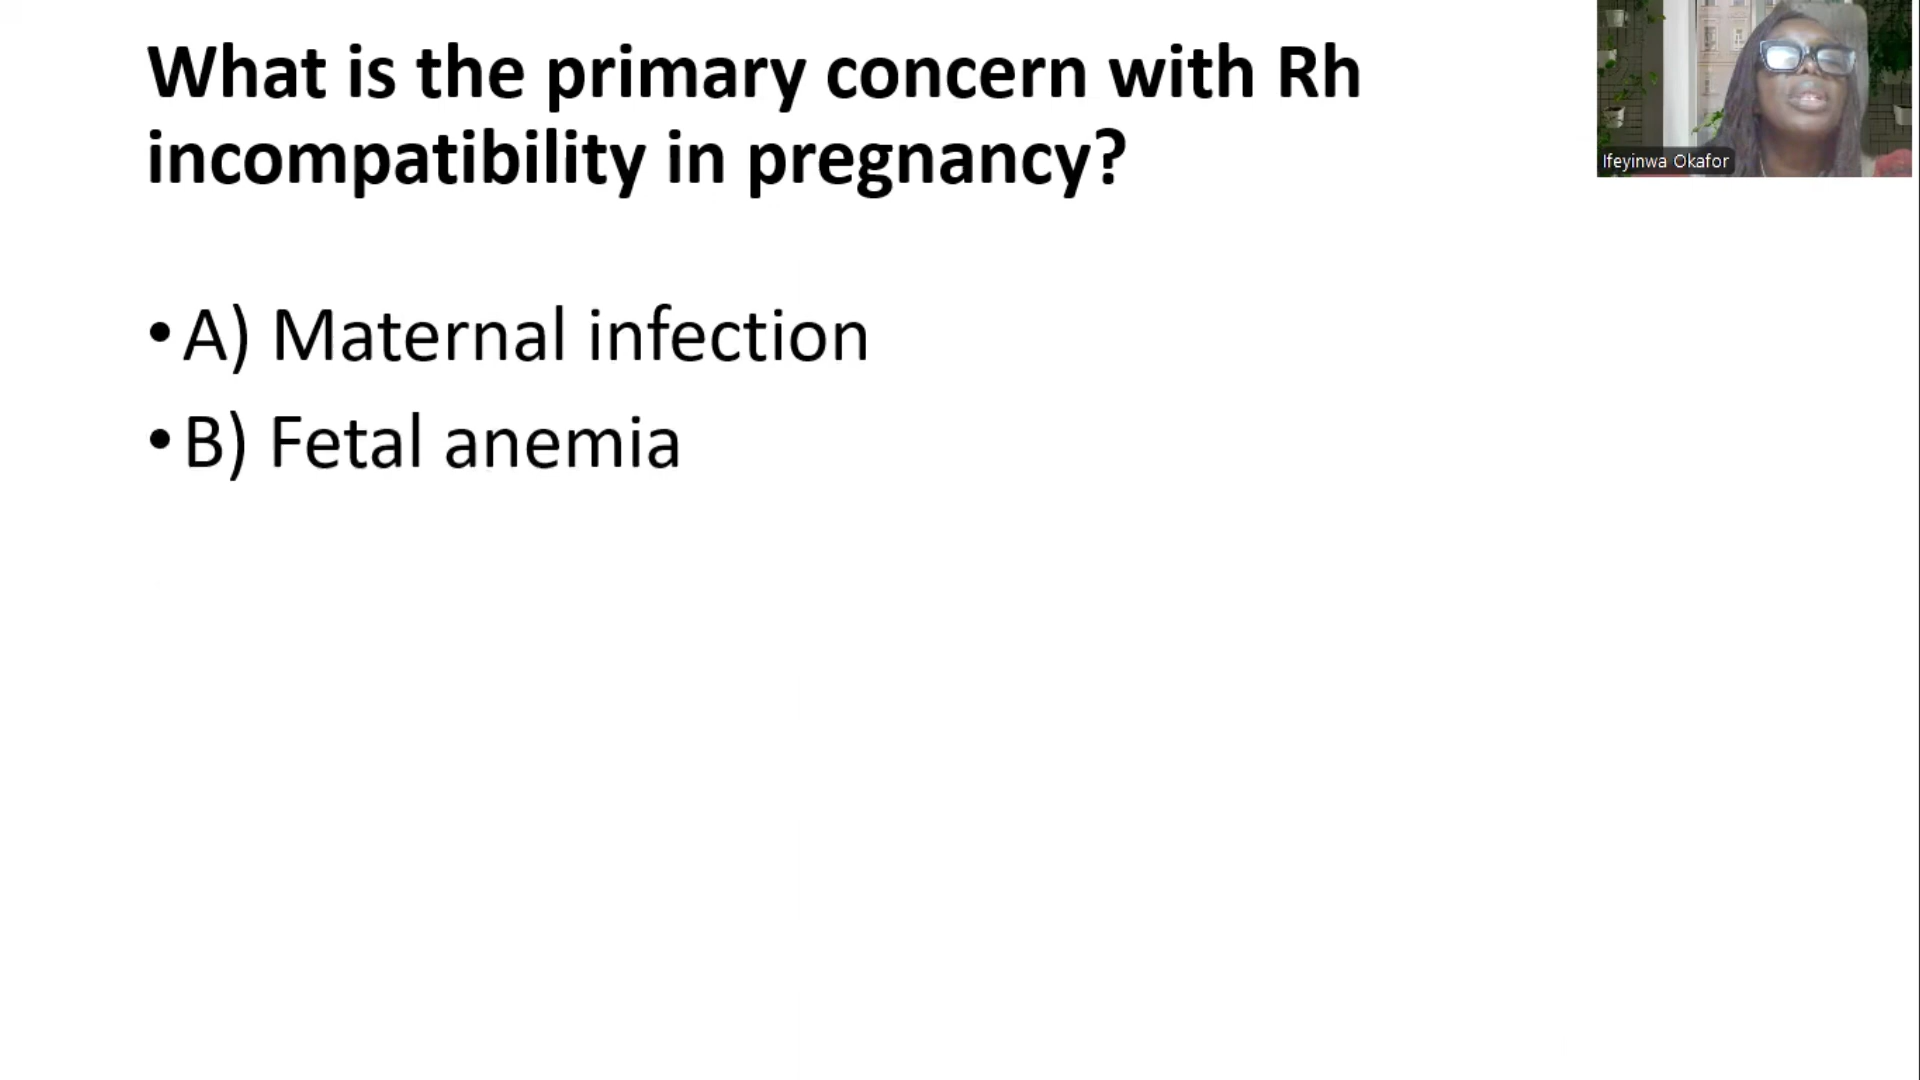 What is the primary concern with Rh
incompatibility in pregnancy?
Ifeyinwa Okafor
• A) Maternal infection
• B) Fetal anemia